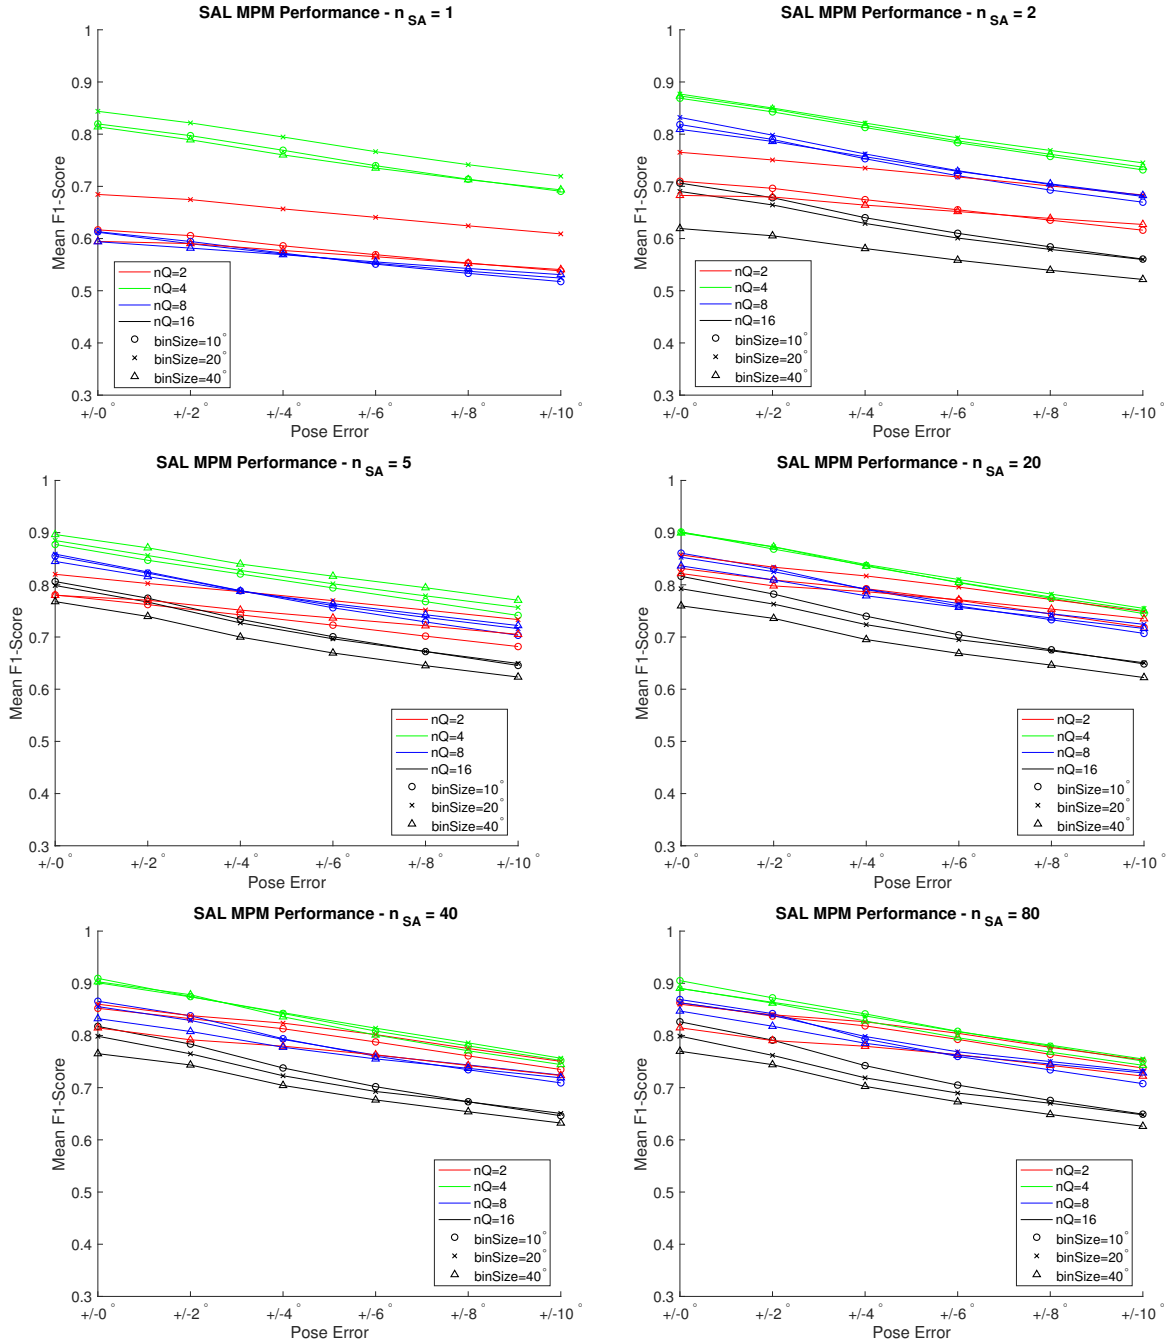 SAL MPM Performance - n SA = 1
1
0.9
0.8
0.7
0.6
0.5
0.4
0.3
Mean F1-Score
nQ=2
nQ=4
nQ=8
nQ=16
binSize=10°
binSize=20°
binSize=40°
+/-0° +/-2° +/-4° +/-6° +/-8° +/-10°
Pose Error
SAL MPM Performance - n SA = 2
1
0.9
0.8
0.7
0.6
0.5
0.4
0.3
Mean F1-Score
nQ=2
nQ=4
nQ=8
nQ=16
binSize=10°
binSize=20°
binSize=40°
+/-0° +/-2° +/-4° +/-6° +/-8° +/-10°
Pose Error
SAL MPM Performance - n SA = 5
1
0.9
0.8
0.7
0.6
0.5
0.4
0.3
Mean F1-Score
nQ=2
nQ=4
nQ=8
nQ=16
binSize=10°
binSize=20°
binSize=40°
+/-0° +/-2° +/-4° +/-6° +/-8° +/-10°
Pose Error
SAL MPM Performance - n SA = 20
1
0.9
0.8
0.7
0.6
0.5
0.4
0.3
Mean F1-Score
nQ=2
nQ=4
nQ=8
nQ=16
binSize=10°
binSize=20°
binSize=40°
+/-0° +/-2° +/-4° +/-6° +/-8° +/-10°
Pose Error
SAL MPM Performance - n SA = 40
1
0.9
0.8
0.7
0.6
0.5
0.4
0.3
Mean F1-Score
nQ=2
nQ=4
nQ=8
nQ=16
binSize=10°
binSize=20°
binSize=40°
+/-0° +/-2° +/-4° +/-6° +/-8° +/-10°
Pose Error
SAL MPM Performance - n SA = 80
1
0.9
0.8
0.7
0.6
0.5
0.4
0.3
Mean F1-Score
nQ=2
nQ=4
nQ=8
nQ=16
binSize=10°
binSize=20°
binSize=40°
+/-0° +/-2° +/-4° +/-6° +/-8° +/-10°
Pose Error